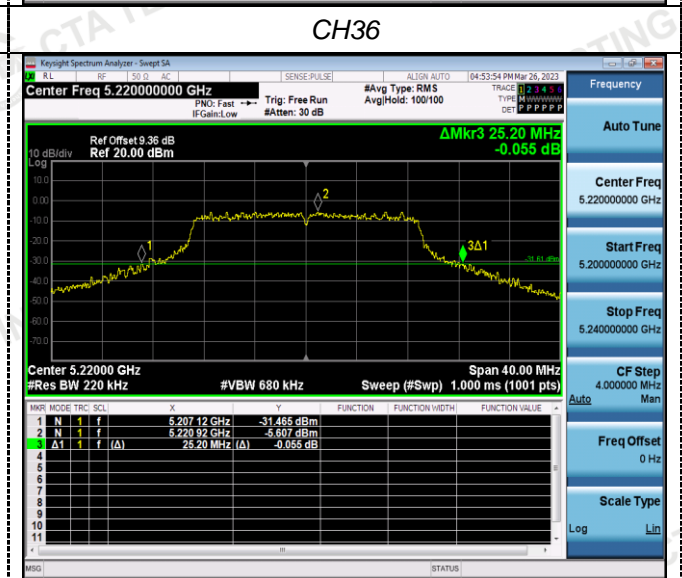 CH36
Keysight Spectrum Analyzer - Swept SA
RL RF 50 Ω AC SENSE:PULSE ALIGN AUTO 04:53:54 PM Mar 26, 2023
Center Freq 5.220000000 GHz
PNO: Fast
IFGain:Low
Trig: Free Run
#Atten: 30 dB
#Avg Type: RMS
Avg|Hold: 100/100
TRACE 1 2 3 4 5 6
TYPE M W W W W W
DET P P P P P P
Frequency
Ref Offset 9.36 dB
10 dB/div Ref 20.00 dBm
Log
ΔMkr3 25.20 MHz
-0.055 dB
10.0
0.00
-10.0
-20.0
-30.0
-40.0
-50.0
-60.0
-70.0
1
2
3Δ1
-31.61 dBm
Center 5.22000 GHz Span 40.00 MHz
#Res BW 220 kHz #VBW 680 kHz Sweep (#Swp) 1.000 ms (1001 pts)
MKR MODE TRC SCL X Y FUNCTION FUNCTION WIDTH FUNCTION VALUE
1 N 1 f 5.207 12 GHz -31.465 dBm
2 N 1 f 5.220 92 GHz -5.607 dBm
3 Δ1 1 f (Δ) 25.20 MHz (Δ) -0.055 dB
4
5
6
7
8
9
10
11
MSG STATUS
Auto Tune
Center Freq
5.220000000 GHz
Start Freq
5.200000000 GHz
Stop Freq
5.240000000 GHz
CF Step
4.000000 MHz
Auto Man
Freq Offset
0 Hz
Scale Type
Log Lin
CTA TE
TING